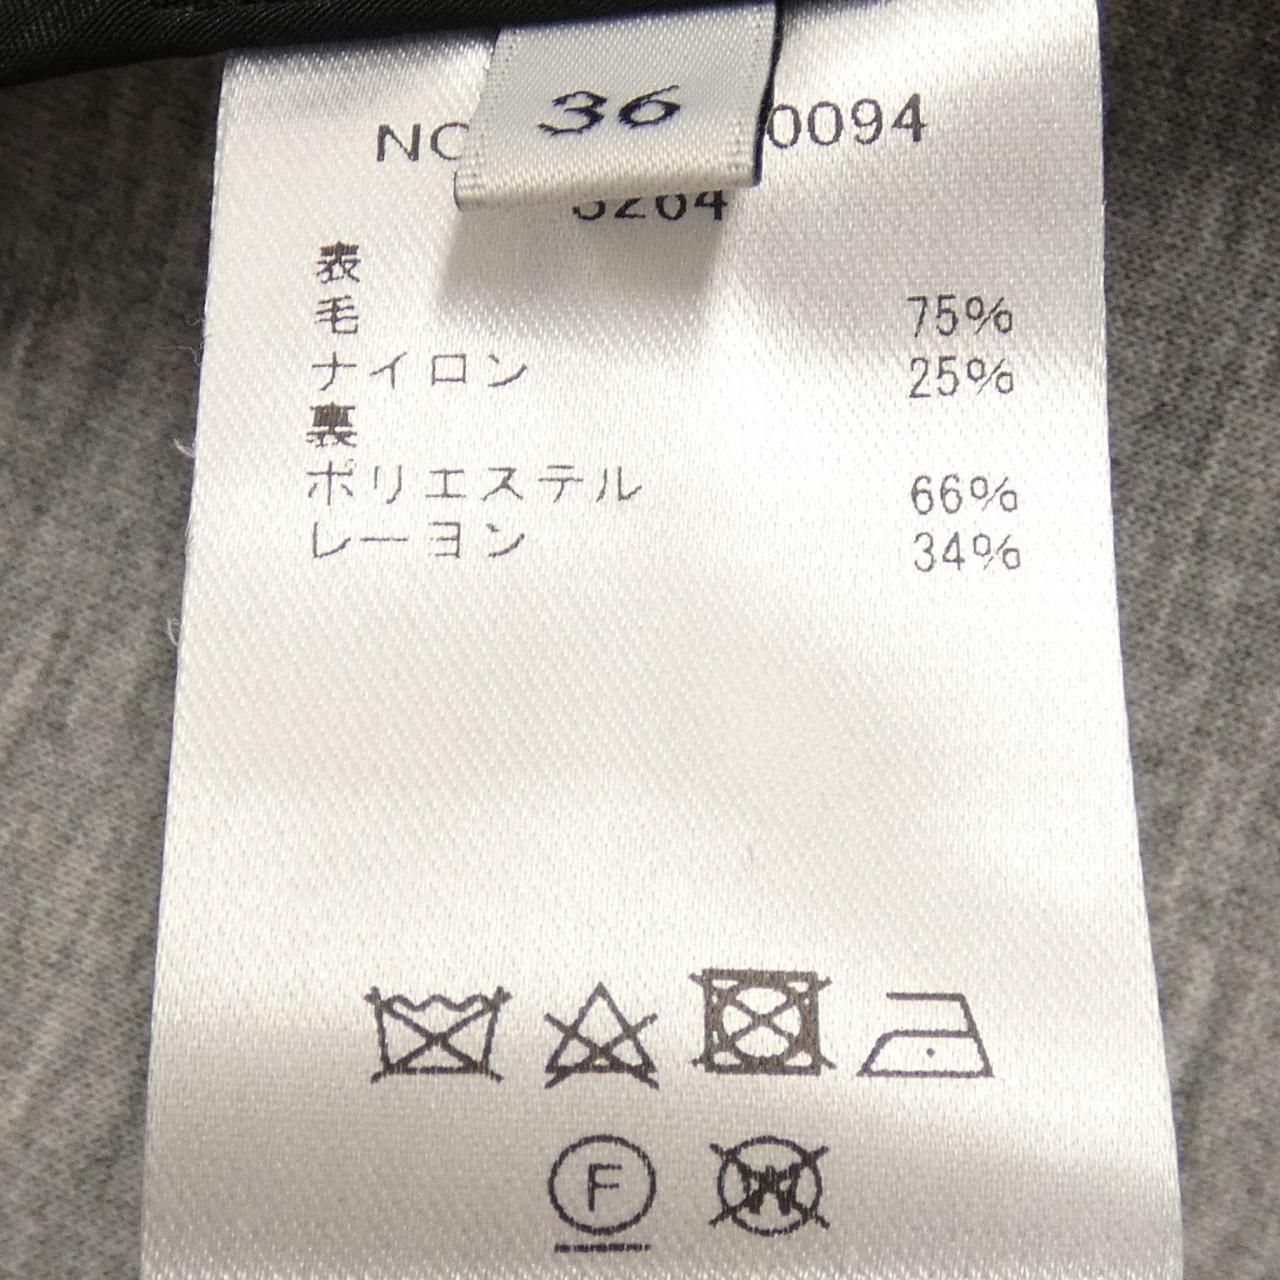 36
0094
3264
表
毛 75%
ナイロン 25%
裏
ポリエステル 66%
レーヨン 34%
F
W